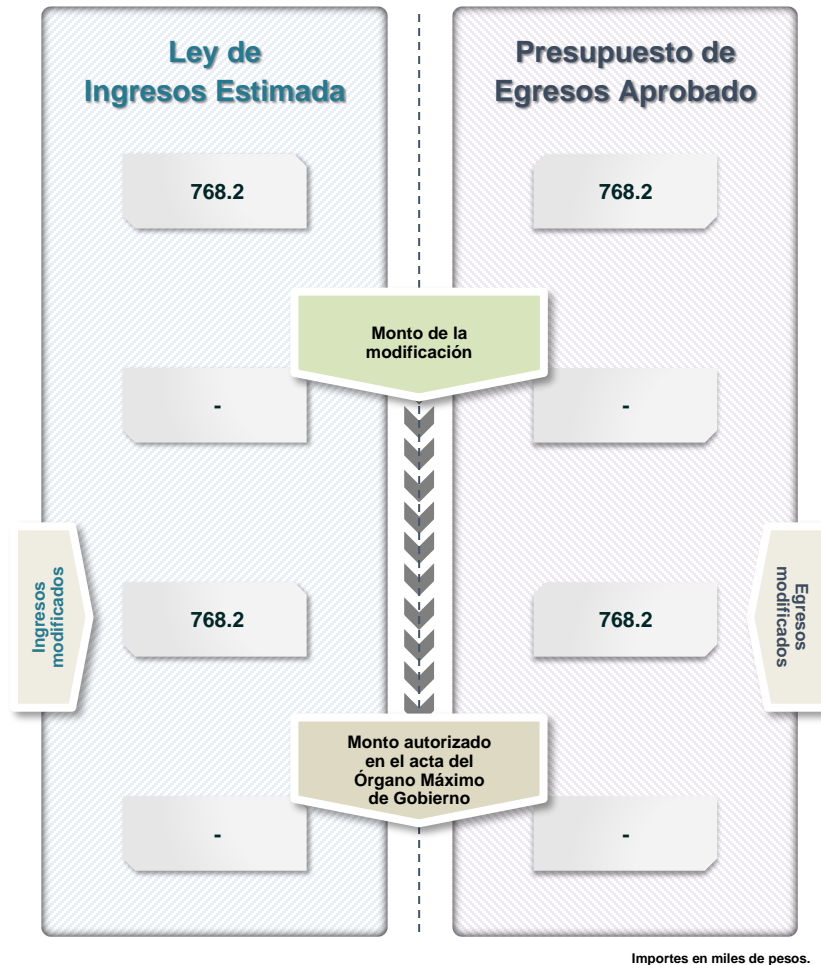 Ley de
Ingresos Estimada
Presupuesto de
Egresos Aprobado
768.2
768.2
Monto de la
modificación
-
-
Ingresos
modificados
768.2
768.2
Egresos
modificados
Monto autorizado
en el acta del
Órgano Máximo
de Gobierno
-
-
Importes en miles de pesos.